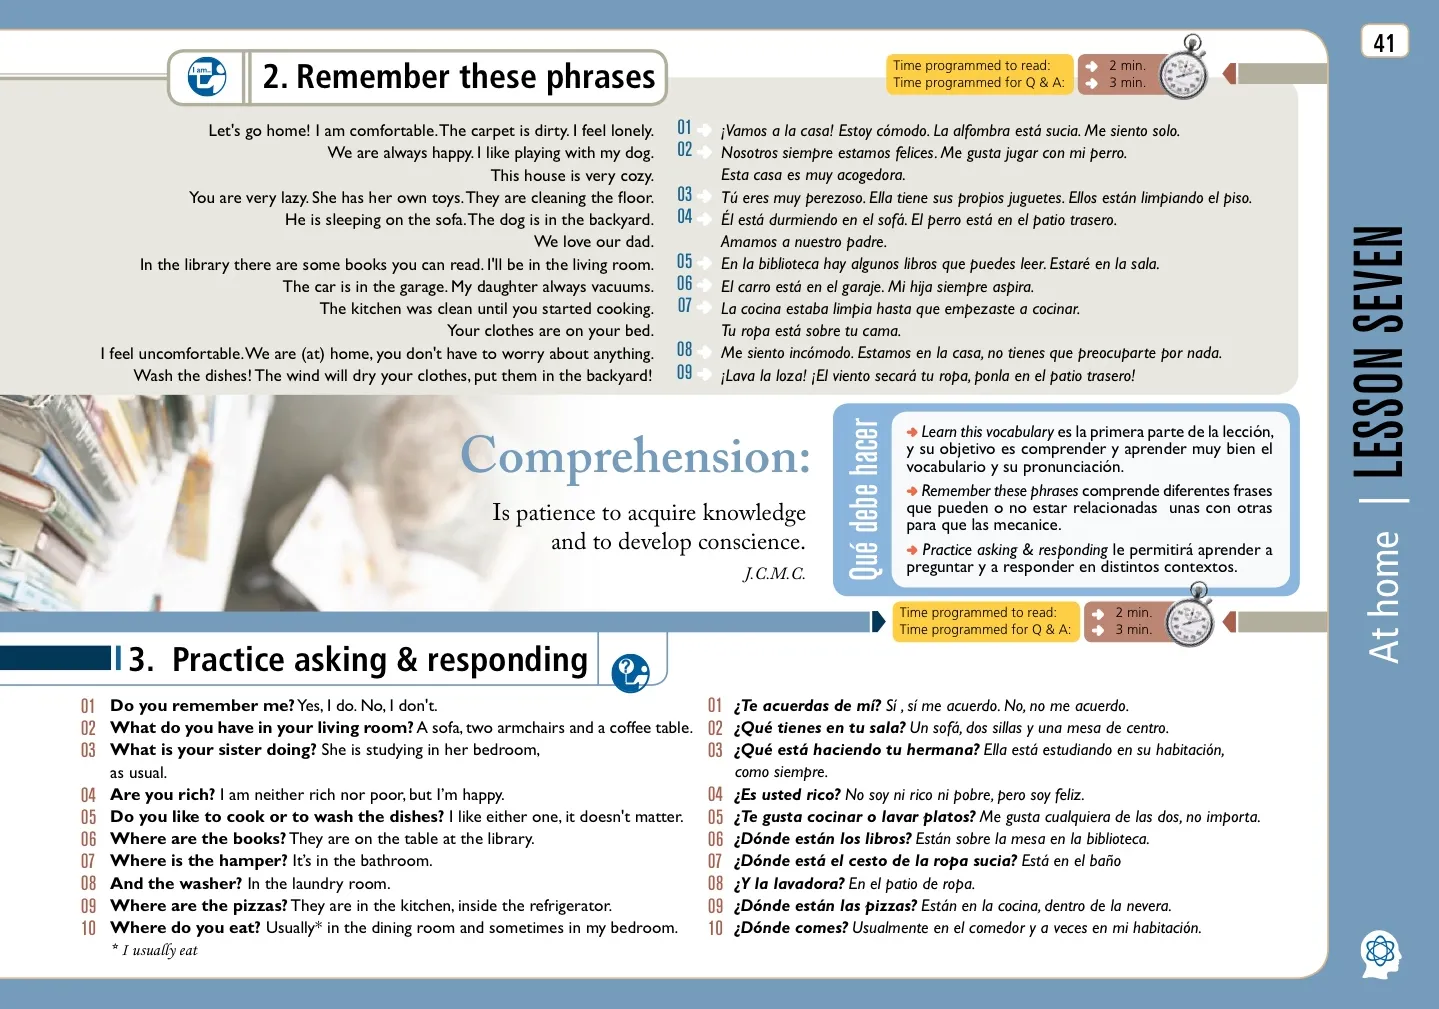 41
I am...
2. Remember these phrases
Time programmed to read: 2 min.
Time programmed for Q & A: 3 min.
Let's go home! I am comfortable. The carpet is dirty. I feel lonely.
We are always happy. I like playing with my dog.
This house is very cozy.
You are very lazy. She has her own toys. They are cleaning the floor.
He is sleeping on the sofa. The dog is in the backyard.
We love our dad.
In the library there are some books you can read. I'll be in the living room.
The car is in the garage. My daughter always vacuums.
The kitchen was clean until you started cooking.
Your clothes are on your bed.
I feel uncomfortable. We are (at) home, you don't have to worry about anything.
Wash the dishes! The wind will dry your clothes, put them in the backyard!
01 ¡Vamos a la casa! Estoy cómodo. La alfombra está sucia. Me siento solo.
02 Nosotros siempre estamos felices. Me gusta jugar con mi perro.
Esta casa es muy acogedora.
03 Tú eres muy perezoso. Ella tiene sus propios juguetes. Ellos están limpiando el piso.
04 Él está durmiendo en el sofá. El perro está en el patio trasero.
Amamos a nuestro padre.
05 En la biblioteca hay algunos libros que puedes leer. Estaré en la sala.
06 El carro está en el garaje. Mi hija siempre aspira.
07 La cocina estaba limpia hasta que empezaste a cocinar.
Tu ropa está sobre tu cama.
08 Me siento incómodo. Estamos en la casa, no tienes que preocuparte por nada.
09 ¡Lava la loza! ¡El viento secará tu ropa, ponla en el patio trasero!
Comprehension:
Is patience to acquire knowledge
and to develop conscience.
J.C.M.C.
Qué debe hacer
Learn this vocabulary es la primera parte de la lección,
y su objetivo es comprender y aprender muy bien el
vocabulario y su pronunciación.
Remember these phrases comprende diferentes frases
que pueden o no estar relacionadas unas con otras
para que las mecanice.
Practice asking & responding le permitirá aprender a
preguntar y a responder en distintos contextos.
Time programmed to read: 2 min.
Time programmed for Q & A: 3 min.
3. Practice asking & responding
?
01 Do you remember me? Yes, I do. No, I don't.
02 What do you have in your living room? A sofa, two armchairs and a coffee table.
03 What is your sister doing? She is studying in her bedroom,
as usual.
04 Are you rich? I am neither rich nor poor, but I'm happy.
05 Do you like to cook or to wash the dishes? I like either one, it doesn't matter.
06 Where are the books? They are on the table at the library.
07 Where is the hamper? It's in the bathroom.
08 And the washer? In the laundry room.
09 Where are the pizzas? They are in the kitchen, inside the refrigerator.
10 Where do you eat? Usually* in the dining room and sometimes in my bedroom.
* I usually eat
01 ¿Te acuerdas de mí? Sí , sí me acuerdo. No, no me acuerdo.
02 ¿Qué tienes en tu sala? Un sofá, dos sillas y una mesa de centro.
03 ¿Qué está haciendo tu hermana? Ella está estudiando en su habitación,
como siempre.
04 ¿Es usted rico? No soy ni rico ni pobre, pero soy feliz.
05 ¿Te gusta cocinar o lavar platos? Me gusta cualquiera de las dos, no importa.
06 ¿Dónde están los libros? Están sobre la mesa en la biblioteca.
07 ¿Dónde está el cesto de la ropa sucia? Está en el baño
08 ¿Y la lavadora? En el patio de ropa.
09 ¿Dónde están las pizzas? Están en la cocina, dentro de la nevera.
10 ¿Dónde comes? Usualmente en el comedor y a veces en mi habitación.
At home | LESSON SEVEN